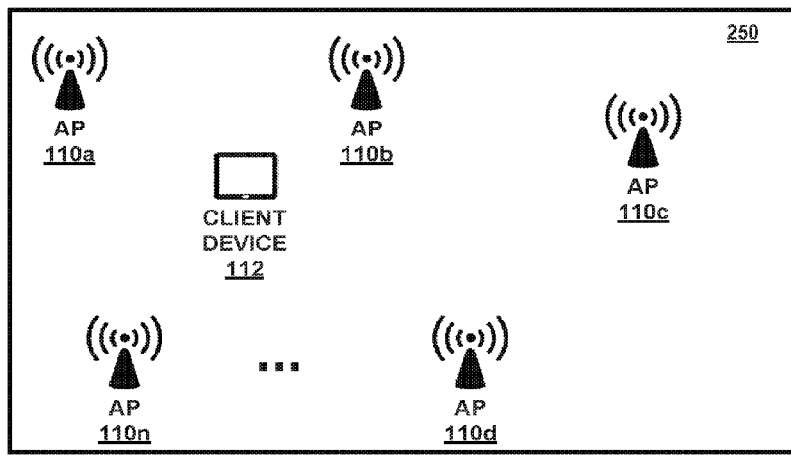 250
AP
110a
AP
110b
AP
110c
CLIENT
DEVICE
112
AP
110n
...
AP
110d